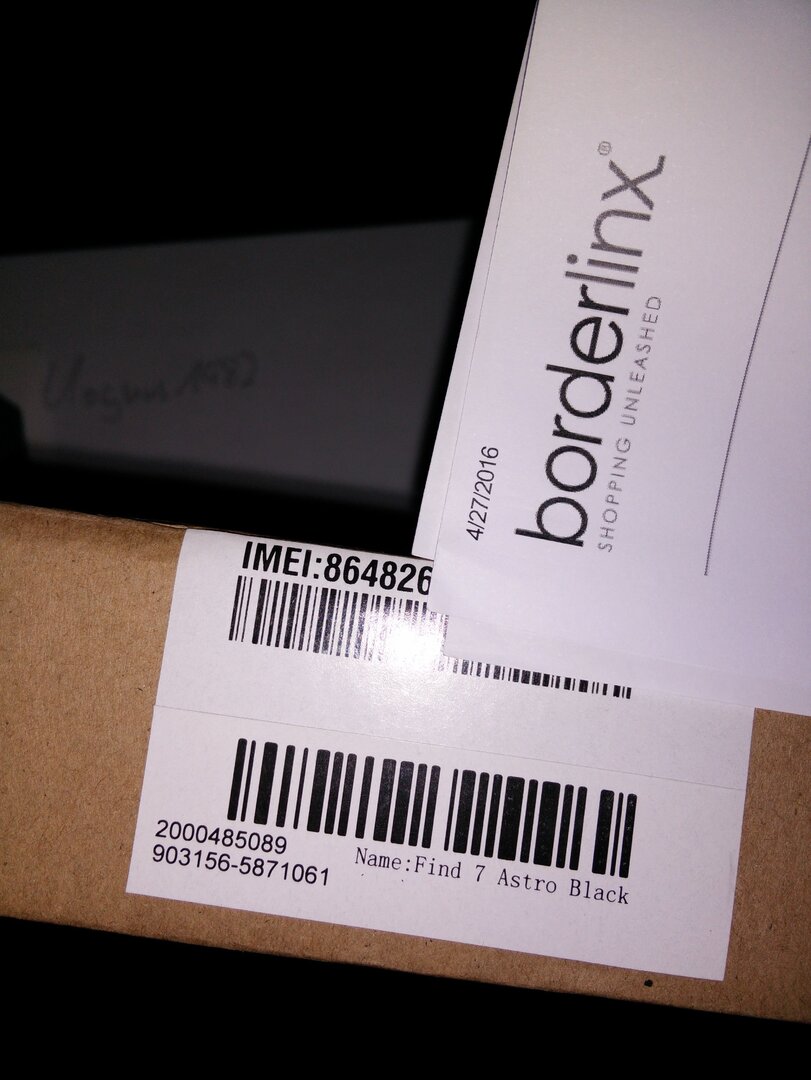 borderlinx®
SHOPPING UNLEASHED
4/27/2016
IMEI:864826
2000485089
903156-5871061
Name:Find 7 Astro Black